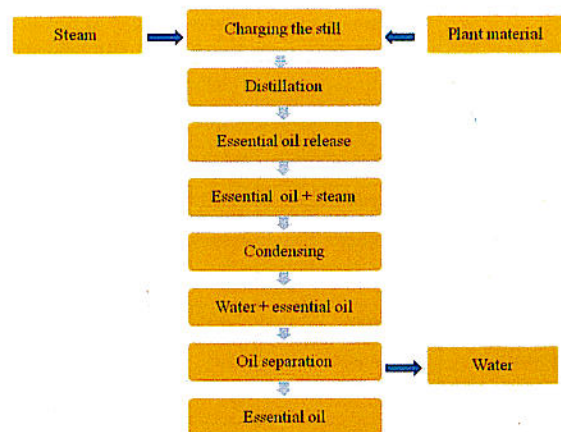 Steam
Charging the still
Plant material
Distillation
Essential oil release
Essential oil + steam
Condensing
Water + essential oil
Oil separation
Water
Essential oil